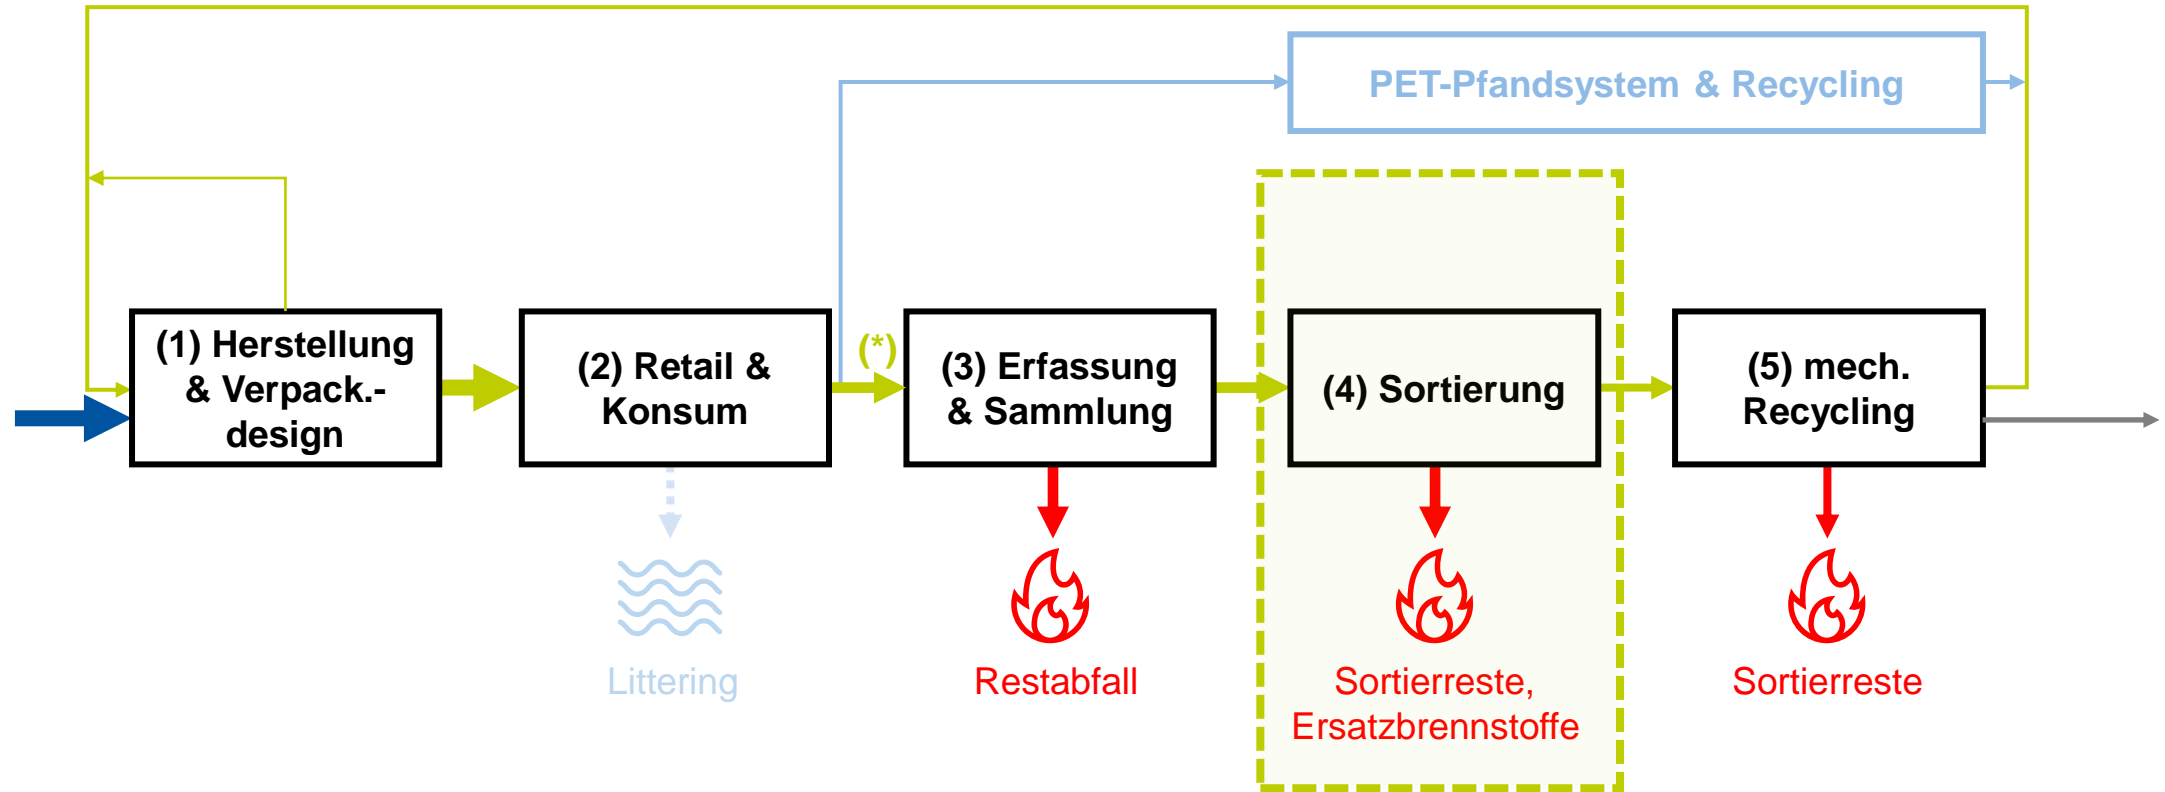 PET-Pfandsystem & Recycling
(1) Herstellung
& Verpack.-
design
(2) Retail &
Konsum
(*)
(3) Erfassung
& Sammlung
(4) Sortierung
(5) mech.
Recycling
Littering
Restabfall
Sortierreste,
Ersatzbrennstoffe
Sortierreste